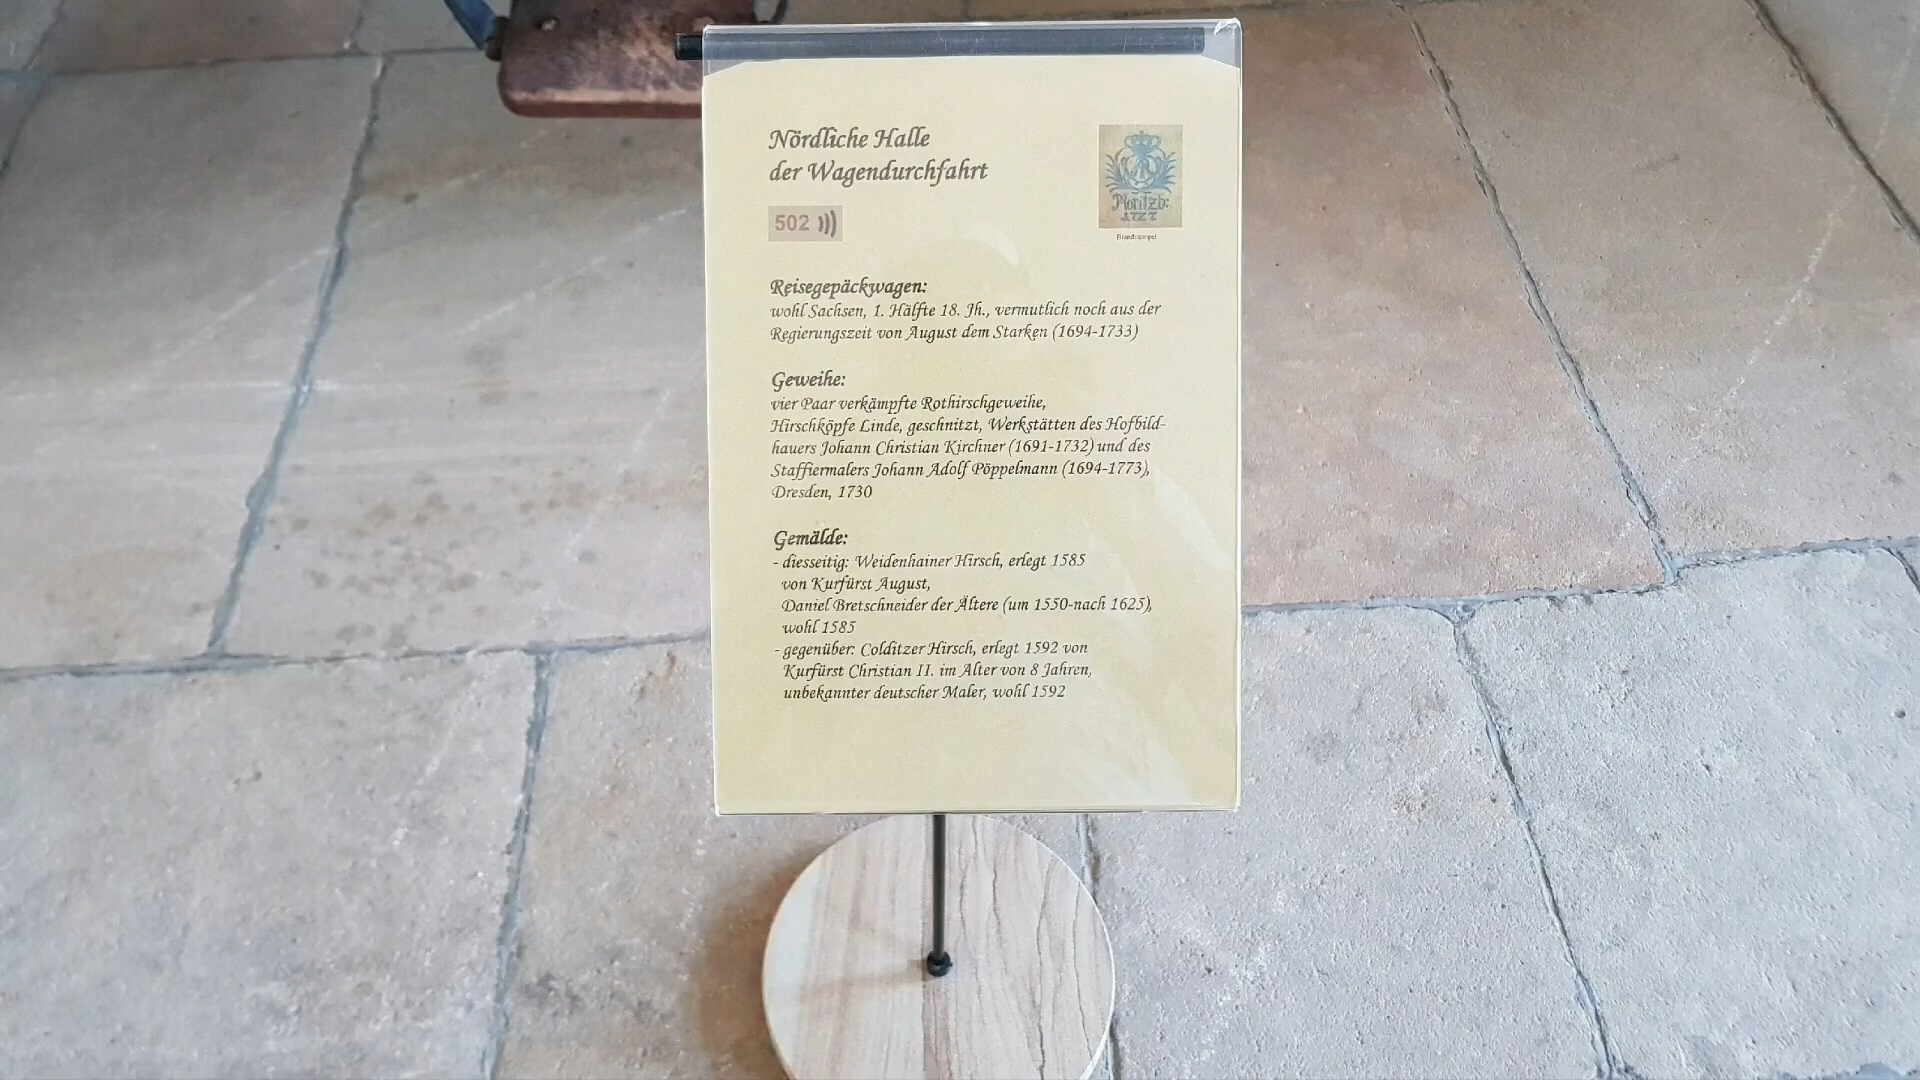 Nördliche Halle
der Wagendurchfahrt
Moritzb:
1727
Brandstempel
502
Reisegepäckwagen:
wohl Sachsen, 1. Hälfte 18. Jh., vermutlich noch aus der
Regierungszeit von August dem Starken (1694-1733)
Geweihe:
vier Paar verkämpfte Rothirschgeweihe,
Hirschköpfe Linde, geschnitzt, Werkstätten des Hofbild-
hauers Johann Christian Kirchner (1691-1732) und des
Staffiermalers Johann Adolf Pöppelmann (1694-1773),
Dresden, 1730
Gemälde:
- diesseitig: Weidenhainer Hirsch, erlegt 1585
von Kurfürst August,
Daniel Bretschneider der Ältere (um 1550-nach 1625),
wohl 1585
- gegenüber: Colditzer Hirsch, erlegt 1592 von
Kurfürst Christian II. im Alter von 8 Jahren,
unbekannter deutscher Maler, wohl 1592